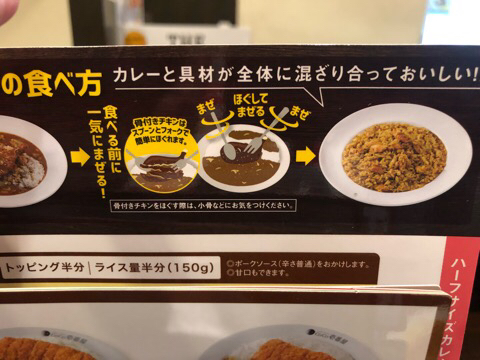 THE
の食べ方
カレーと具材が全体に混ざり合っておいしい!
食べる前に
一気にまぜる!
骨付きチキンは
スプーンとフォークで
簡単にほぐれます。
まぜ
ほぐして
まぜる
まぜ
骨付きチキンをほぐす際は、小骨などにお気をつけください。
トッピング半分/ライス量半分(150g)
◎ポークソース(辛さ普通)をおかけします。
◎甘口もできます。
ハーフサイズカレ